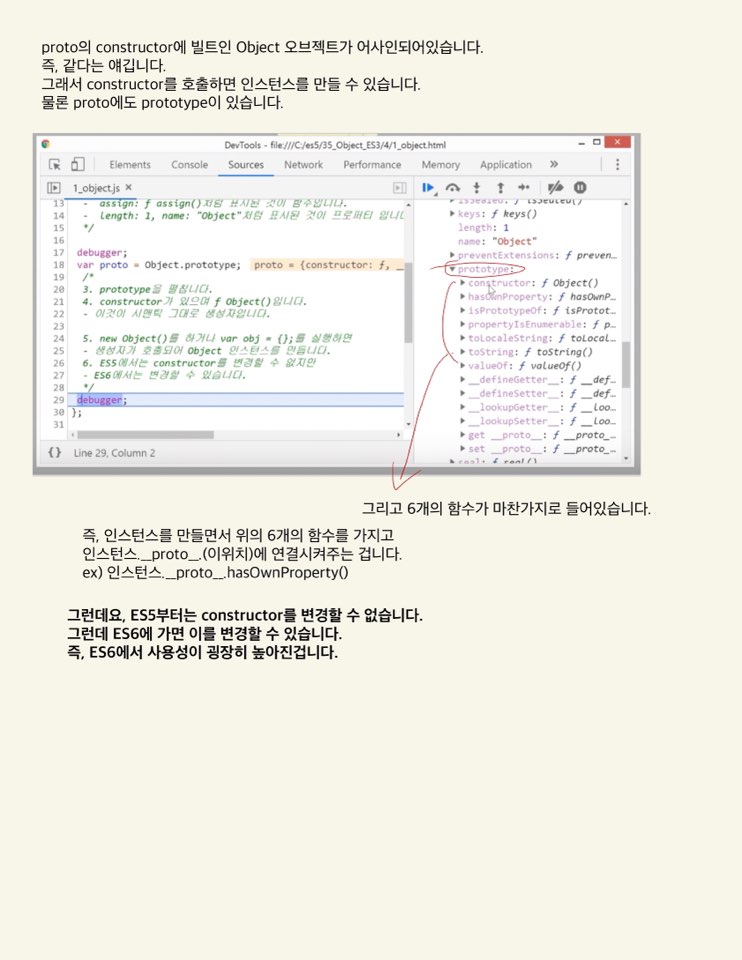 proto의 constructor에 빌트인 Object 오브젝트가 어사인되어있습니다.
즉, 같다는 얘깁니다.
그래서 constructor를 호출하면 인스턴스를 만들 수 있습니다.
물론 proto에도 prototype이 있습니다.
DevTools - file:///C:/es5/35_Object_ES3/4/1_object.html
Elements Console Sources Network Performance Memory Application »
1_object.js ×
13 - assign: ƒ assign()처럼 표시된 것이 함수입니다.
14 - length: 1, name: "Object"처럼 표시된 것이 프로퍼티 입니
15 */
16
17 debugger;
18 var proto = Object.prototype; proto = {constructor: ƒ, __
19 /*
20 3. prototype을 펼칩니다.
21 4. constructor가 있으며 ƒ Object()입니다.
22 - 이것이 시맨틱 그대로 생성자입니다.
23
24 5. new Object()를 하거나 var obj = {};를 실행하면
25 - 생성자가 호출되어 Object 인스턴스를 만듭니다.
26 6. ES5에서는 constructor를 변경할 수 없지만
27 - ES6에서는 변경할 수 있습니다.
28 */
29 debugger;
30 };
31
{} Line 29, Column 2
isSealed: ƒ isSealed()
keys: ƒ keys()
length: 1
name: "Object"
preventExtensions: ƒ preven…
prototype:
constructor: ƒ Object()
hasOwnProperty: ƒ hasOwnP…
isPrototypeOf: ƒ isProtot…
propertyIsEnumerable: ƒ p…
toLocaleString: ƒ toLocal…
toString: ƒ toString()
valueOf: ƒ valueOf()
__defineGetter__: ƒ __def…
__defineSetter__: ƒ __def…
__lookupGetter__: ƒ __loo…
__lookupSetter__: ƒ __loo…
get __proto__: ƒ __proto_…
set __proto__: ƒ __proto_…
seal: ƒ seal()
그리고 6개의 함수가 마찬가지로 들어있습니다.
즉, 인스턴스를 만들면서 위의 6개의 함수를 가지고
인스턴스.__proto__.(이위치)에 연결시켜주는 겁니다.
ex) 인스턴스.__proto__.hasOwnProperty()
그런데요, ES5부터는 constructor를 변경할 수 없습니다.
그런데 ES6에 가면 이를 변경할 수 있습니다.
즉, ES6에서 사용성이 굉장히 높아진겁니다.